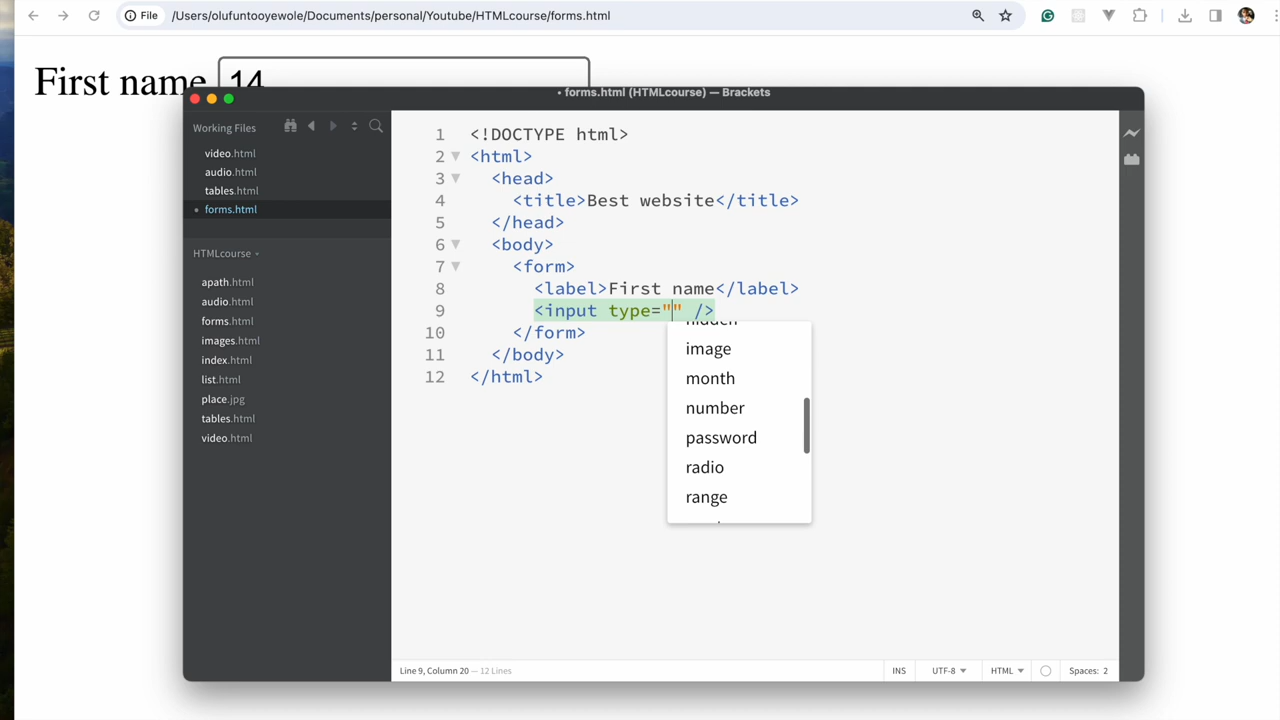 File /Users/olufuntooyewole/Documents/personal/Youtube/HTMLcourse/forms.html
First name 14
• forms.html (HTMLcourse) — Brackets
Working Files
video.html
audio.html
tables.html
• forms.html
HTMLcourse
apath.html
audio.html
forms.html
images.html
index.html
list.html
place.jpg
tables.html
video.html
1 <!DOCTYPE html>
2 <html>
3 <head>
4 <title>Best website</title>
5 </head>
6 <body>
7 <form>
8 <label>First name</label>
9 <input type="" />
10 </form>
11 </body>
12 </html>
hidden
image
month
number
password
radio
range
Line 9, Column 20 — 12 Lines
INS
UTF-8
HTML
Spaces: 2